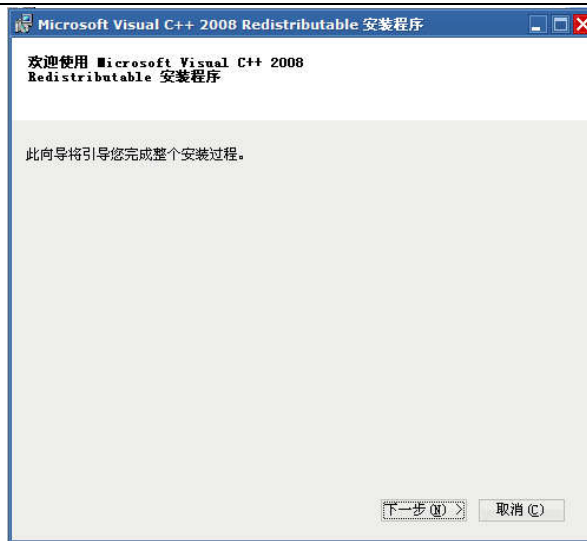 Microsoft Visual C++ 2008 Redistributable 安装程序
欢迎使用 Microsoft Visual C++ 2008
Redistributable 安装程序
此向导将引导您完成整个安装过程。
下一步(N) >
取消(C)